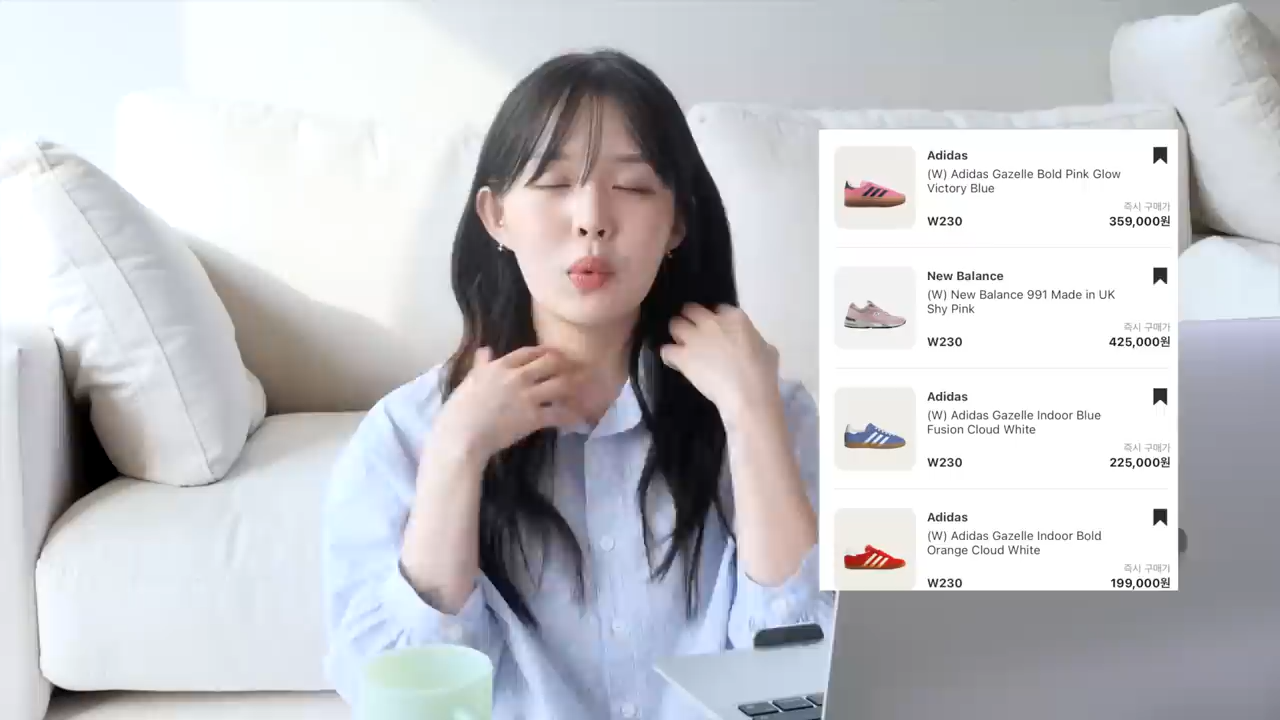 Adidas
(W) Adidas Gazelle Bold Pink Glow
Victory Blue
즉시 구매가
W230 359,000원
New Balance
(W) New Balance 991 Made in UK
Shy Pink
즉시 구매가
W230 425,000원
Adidas
(W) Adidas Gazelle Indoor Blue
Fusion Cloud White
즉시 구매가
W230 225,000원
Adidas
(W) Adidas Gazelle Indoor Bold
Orange Cloud White
즉시 구매가
W230 199,000원